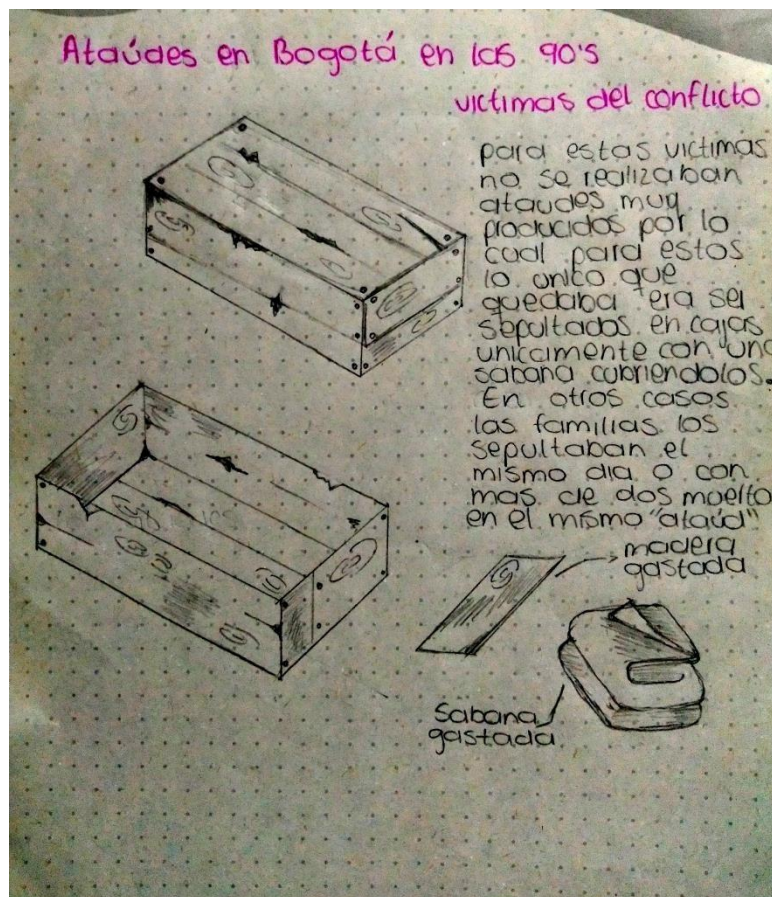 Ataúdes en Bogotá en las 90's
victimas del conflicto
para estas victimas
no se realizaban
ataudes muy
producidos por lo
cual para estos
lo unico que
quedaba era ser
sepultados en cajas
unicamente con una
sabana cubriendolos.
En otros casos
las familias los
sepultaban el
mismo dia o con
mas de dos muerto
en el mismo "ataúd"
madera
gastada
Sabana
gastada